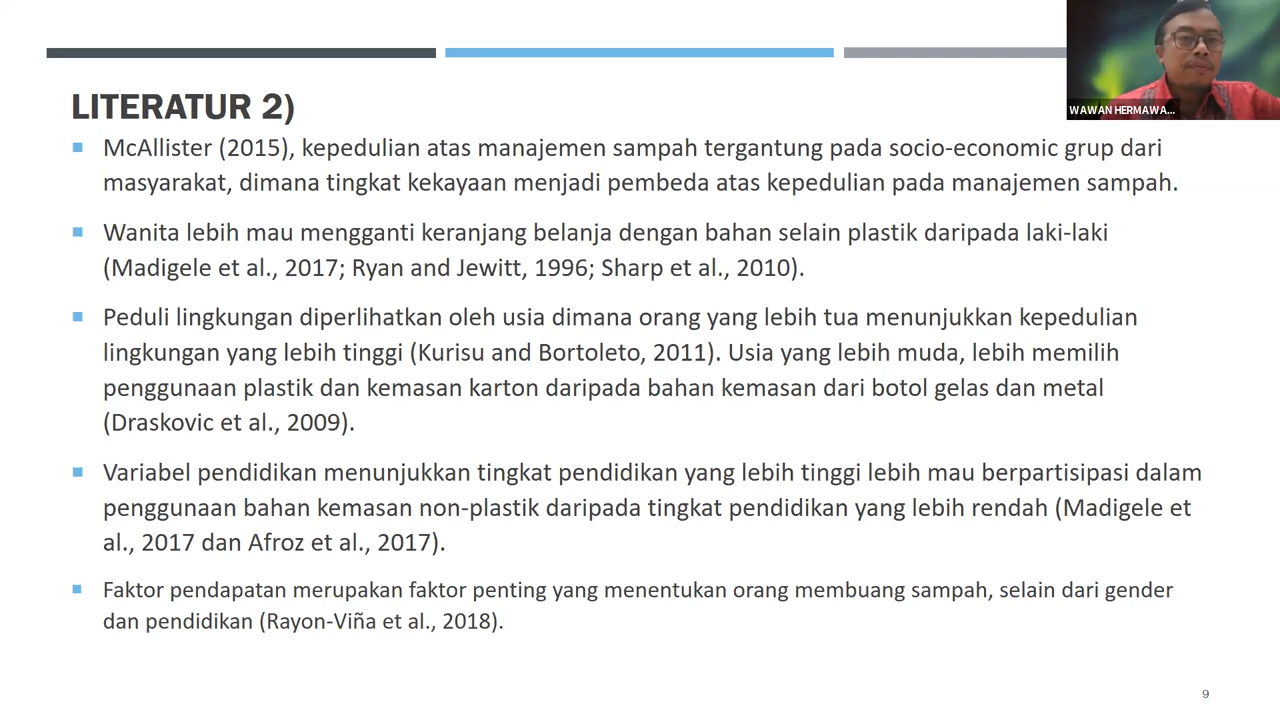 WAWAN HERMAWA...
LITERATUR 2)
McAllister (2015), kepedulian atas manajemen sampah tergantung pada socio-economic grup dari
masyarakat, dimana tingkat kekayaan menjadi pembeda atas kepedulian pada manajemen sampah.
Wanita lebih mau mengganti keranjang belanja dengan bahan selain plastik daripada laki-laki
(Madigele et al., 2017; Ryan and Jewitt, 1996; Sharp et al., 2010).
Peduli lingkungan diperlihatkan oleh usia dimana orang yang lebih tua menunjukkan kepedulian
lingkungan yang lebih tinggi (Kurisu and Bortoleto, 2011). Usia yang lebih muda, lebih memilih
penggunaan plastik dan kemasan karton daripada bahan kemasan dari botol gelas dan metal
(Draskovic et al., 2009).
Variabel pendidikan menunjukkan tingkat pendidikan yang lebih tinggi lebih mau berpartisipasi dalam
penggunaan bahan kemasan non-plastik daripada tingkat pendidikan yang lebih rendah (Madigele et
al., 2017 dan Afroz et al., 2017).
Faktor pendapatan merupakan faktor penting yang menentukan orang membuang sampah, selain dari gender
dan pendidikan (Rayon-Viña et al., 2018).
9